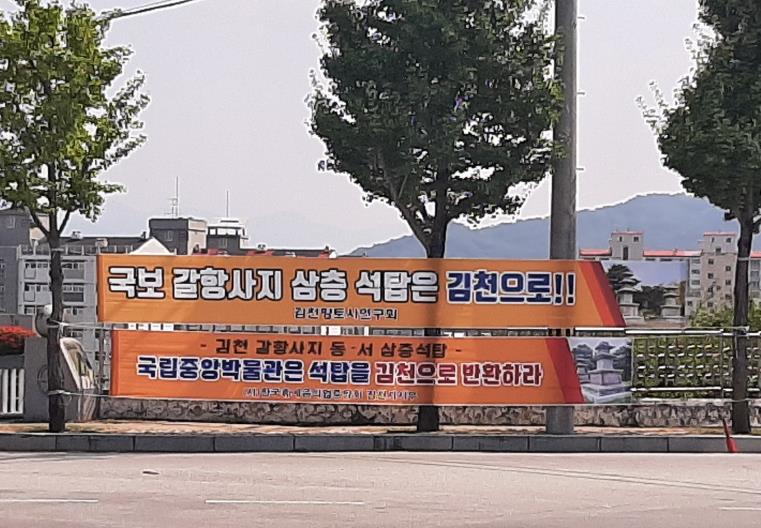 국보 갈항사지 삼층 석탑은 김천으로!!
김천향토사연구회
- 김천 갈항사지 동·서 삼층석탑 -
국립중앙박물관은 석탑을 김천으로 반환하라